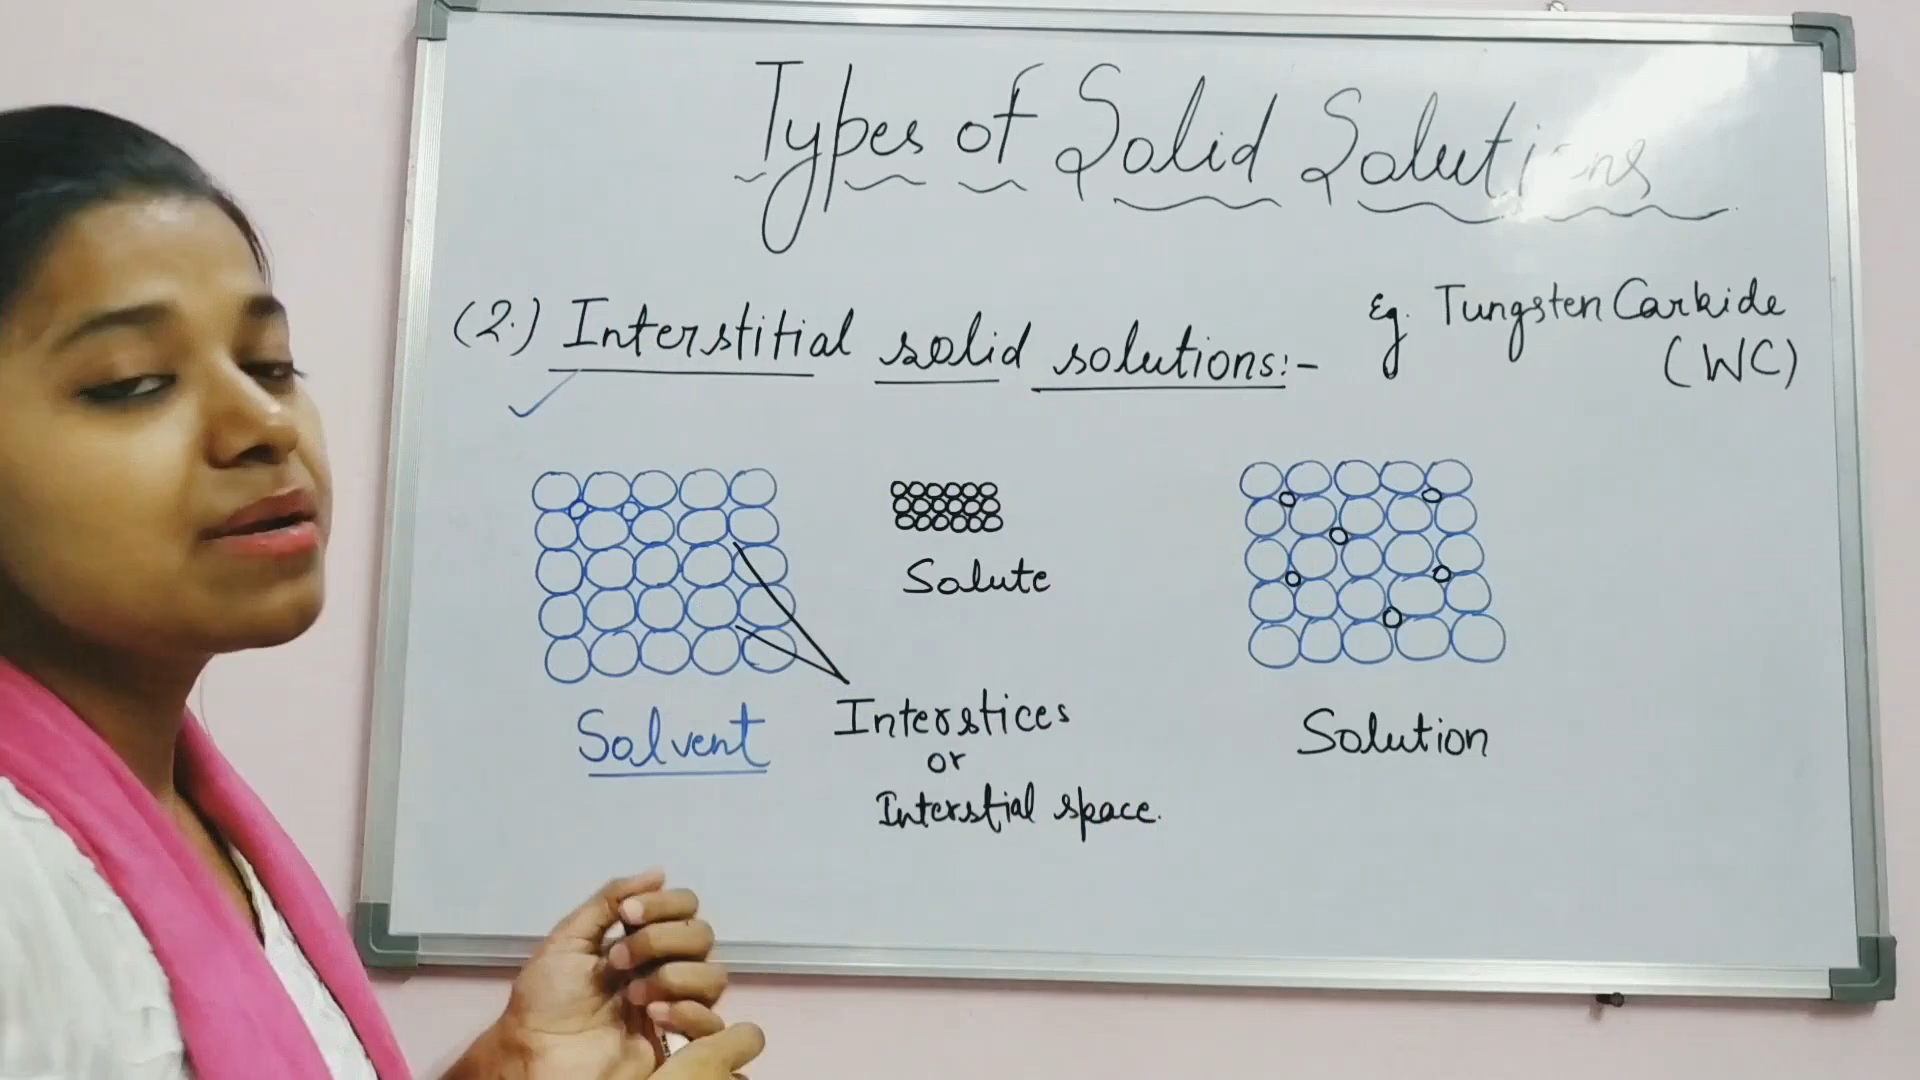 Types of Solid Solutions
(2.) Interstitial solid solutions:-
Eg. Tungsten Carbide
(WC)
Solute
Solvent
Interstices
or
Interstial space.
Solution